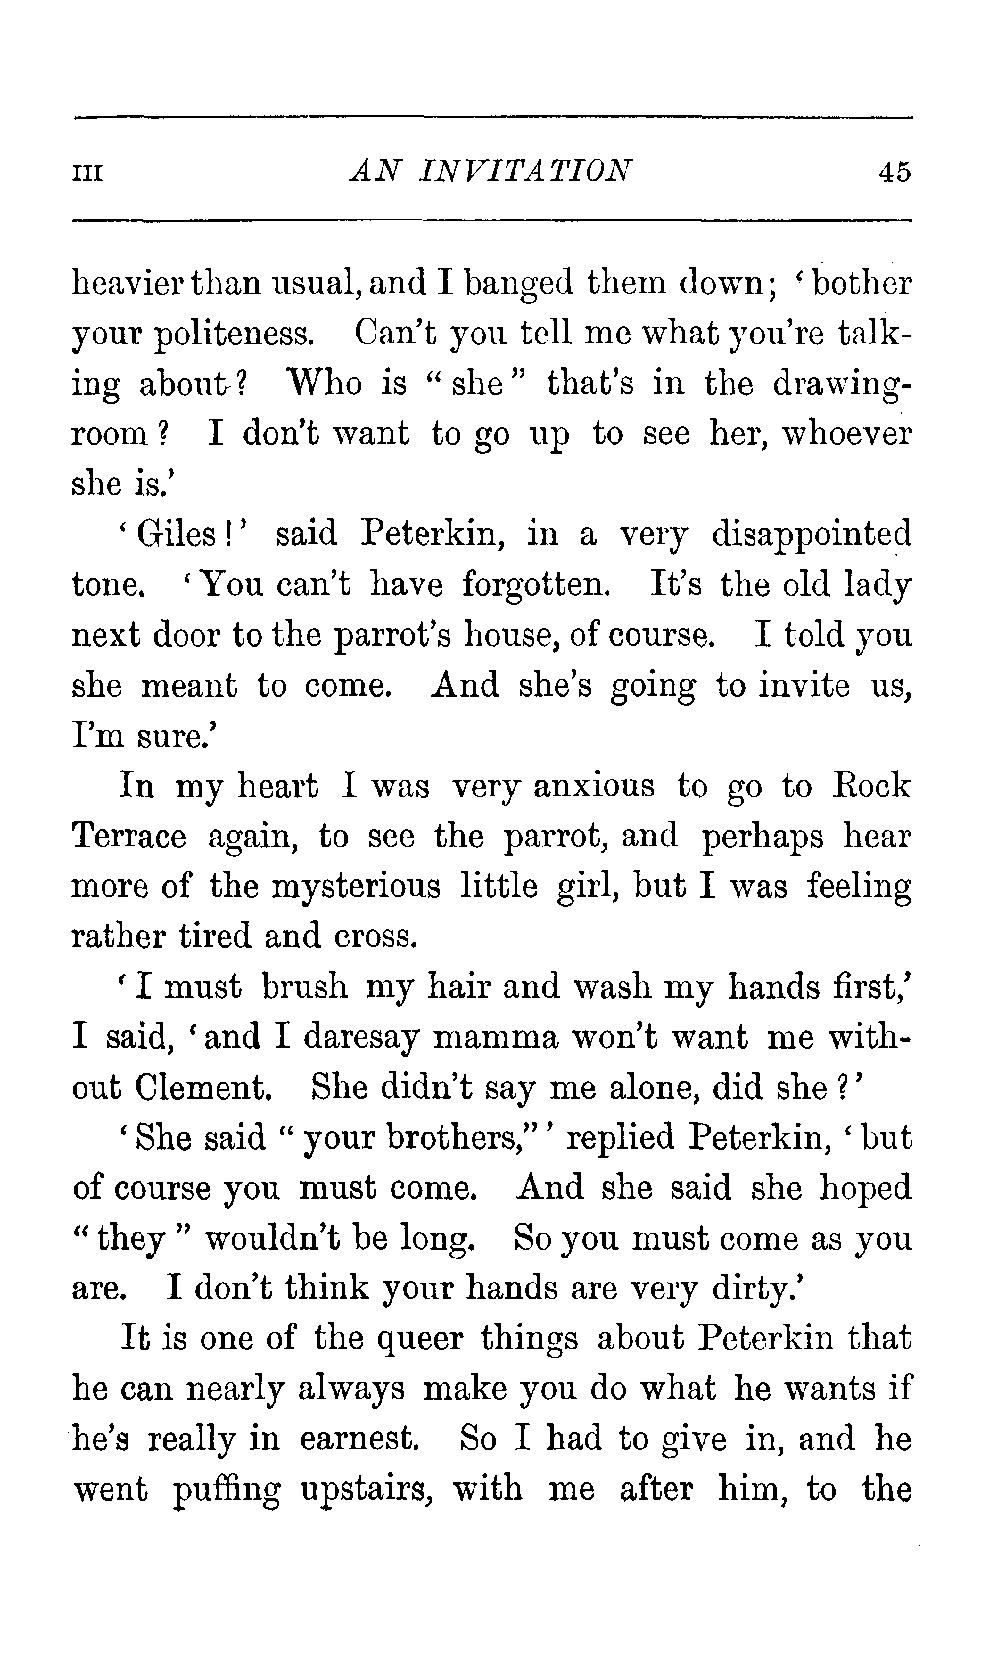 III AN INVITATION 45
heavier than usual, and I banged them down; ‘bother
your politeness. Can’t you tell me what you’re talk-
ing about? Who is “she” that’s in the drawing-
room? I don’t want to go up to see her, whoever
she is.’
‘Giles!’ said Peterkin, in a very disappointed
tone. ‘You can’t have forgotten. It’s the old lady
next door to the parrot’s house, of course. I told you
she meant to come. And she’s going to invite us,
I’m sure.’
In my heart I was very anxious to go to Rock
Terrace again, to see the parrot, and perhaps hear
more of the mysterious little girl, but I was feeling
rather tired and cross.
‘I must brush my hair and wash my hands first,’
I said, ‘and I daresay mamma won’t want me with-
out Clement. She didn’t say me alone, did she?’
‘She said “your brothers,”’ replied Peterkin, ‘but
of course you must come. And she said she hoped
“they” wouldn’t be long. So you must come as you
are. I don’t think your hands are very dirty.’
It is one of the queer things about Peterkin that
he can nearly always make you do what he wants if
he’s really in earnest. So I had to give in, and he
went puffing upstairs, with me after him, to the